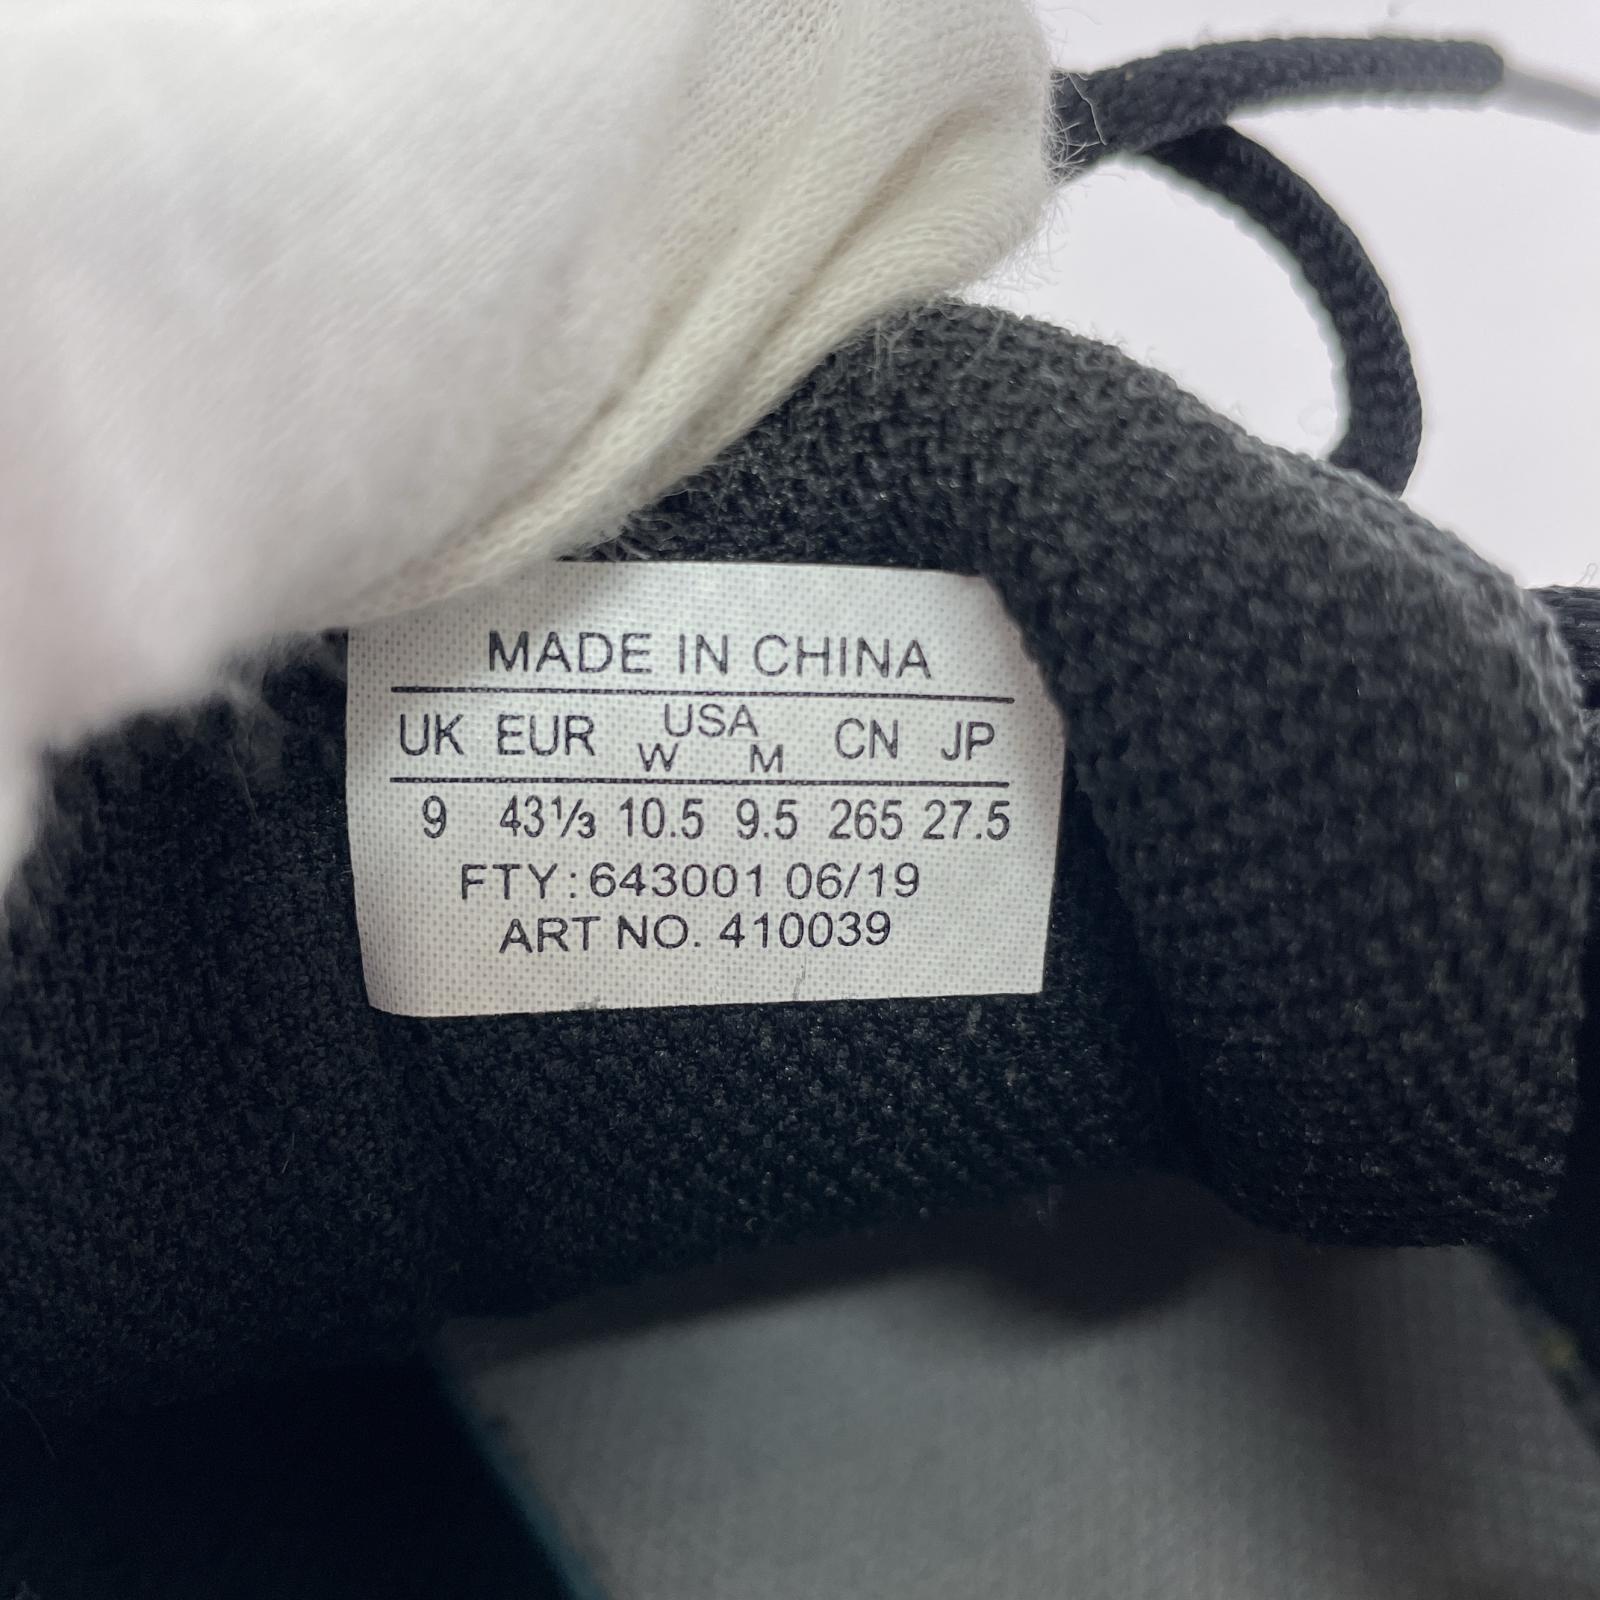 MADE IN CHINA
UK EUR USA W M CN JP
9 43⅓ 10.5 9.5 265 27.5
FTY: 643001 06/19
ART NO. 410039